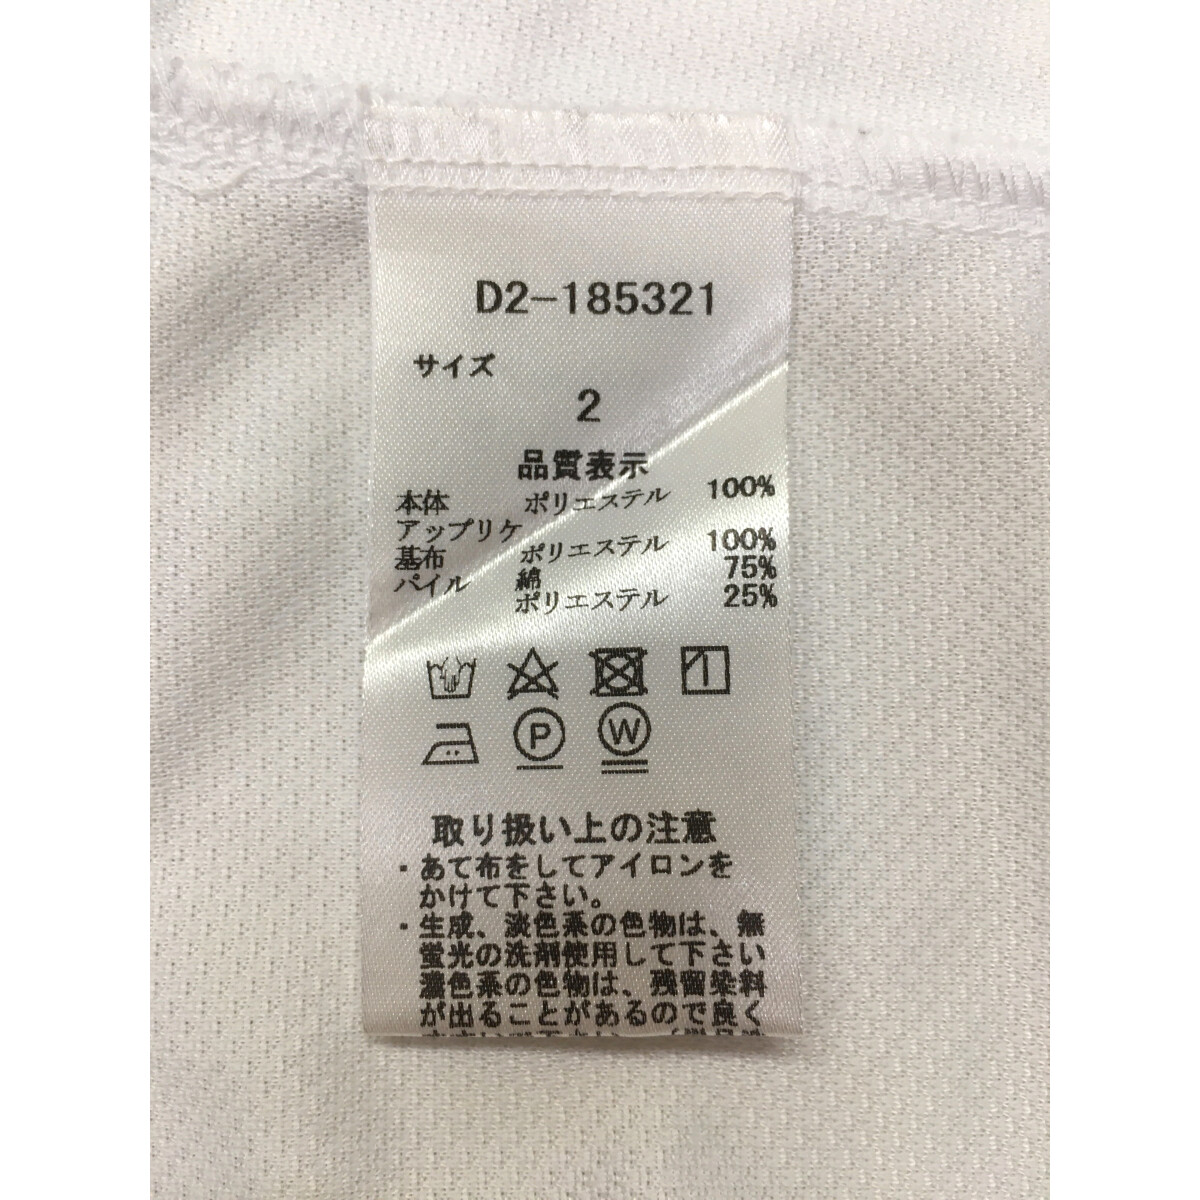 D2-185321
サイズ
2
品質表示
本体 ポリエステル 100%
アップリケ
基布 ポリエステル 100%
パイル 綿 75%
ポリエステル 25%
P W
取り扱い上の注意
・あて布をしてアイロンを
かけて下さい。
・生成、淡色系の色物は、無
蛍光の洗剤使用して下さい
濃色系の色物は、残留染料
が出ることがあるので良く